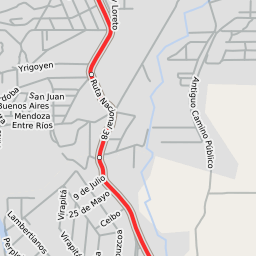 Loreto
Yrigoyen
Ruta Nacional 38
Antiguo Camino Público
San Juan
Buenos Aires
Mendoza
Entre Ríos
9 de Julio
25 de Mayo
Virapitá
Ceibo
Lambertianos
Virapitá